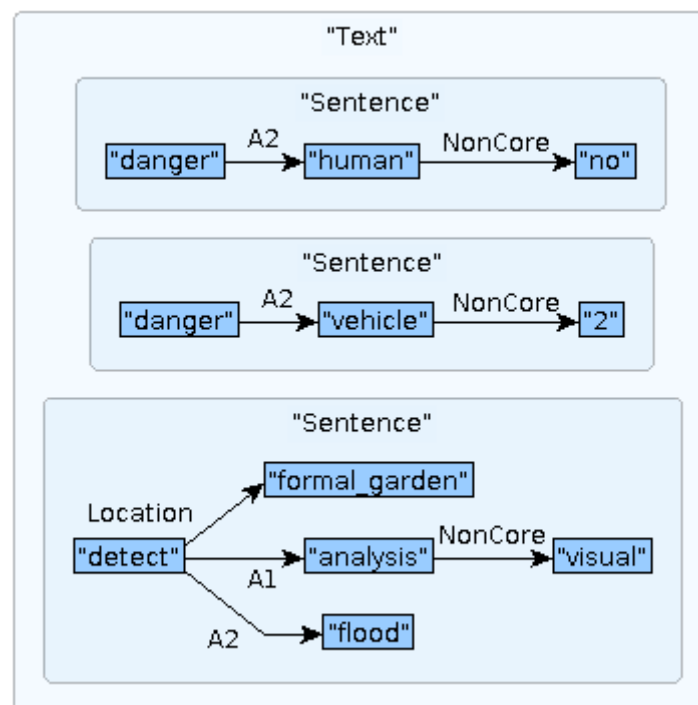 "Text"
"Sentence"
A2 NonCore
"danger" "human" "no"
"Sentence"
A2 NonCore
"danger" "vehicle" "2"
"Sentence"
"formal_garden"
Location
NonCore
"detect" "analysis" "visual"
A1
A2 "flood"